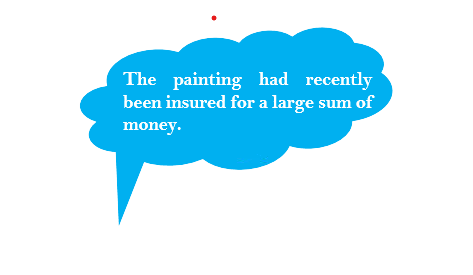 The painting had recently
been insured for a large sum of
money.